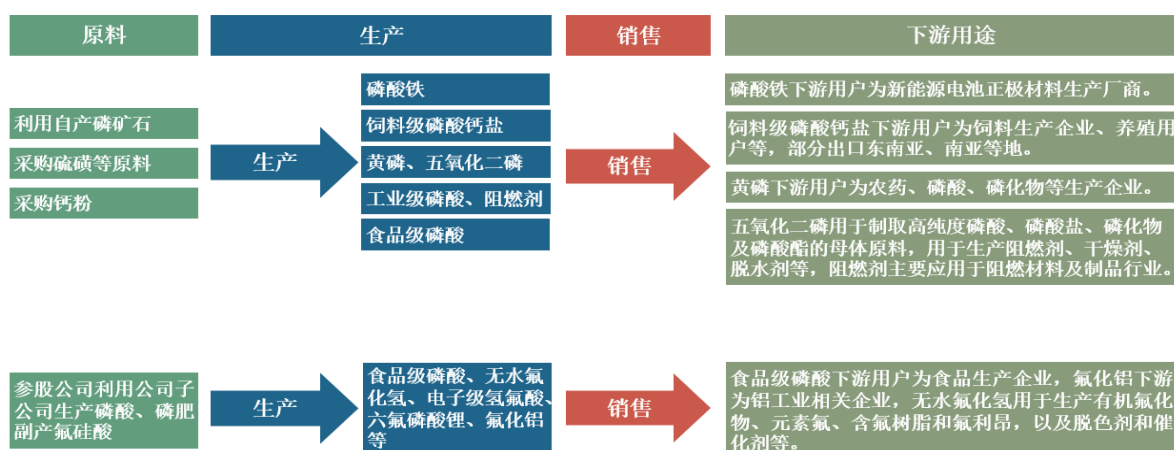 原料
生产
销售
下游用途
利用自产磷矿石
采购硫磺等原料
采购钙粉
生产
磷酸铁
饲料级磷酸钙盐
黄磷、五氧化二磷
工业级磷酸、阻燃剂
食品级磷酸
销售
磷酸铁下游用户为新能源电池正极材料生产厂商。
饲料级磷酸钙盐下游用户为饲料生产企业、养殖用
户等，部分出口东南亚、南亚等地。
黄磷下游用户为农药、磷酸、磷化物等生产企业。
五氧化二磷用于制取高纯度磷酸、磷酸盐、磷化物
及磷酸酯的母体原料，用于生产阻燃剂、干燥剂、
脱水剂等，阻燃剂主要应用于阻燃材料及制品行业。
参股公司利用公司子
公司生产磷酸、磷肥
副产氟硅酸
生产
食品级磷酸、无水氟
化氢、电子级氢氟酸、
六氟磷酸锂、氟化铝
等
销售
食品级磷酸下游用户为食品生产企业，氟化铝下游
为铝工业相关企业，无水氟化氢用于生产有机氟化
物、元素氟、含氟树脂和氟利昂，以及脱色剂和催
化剂等。